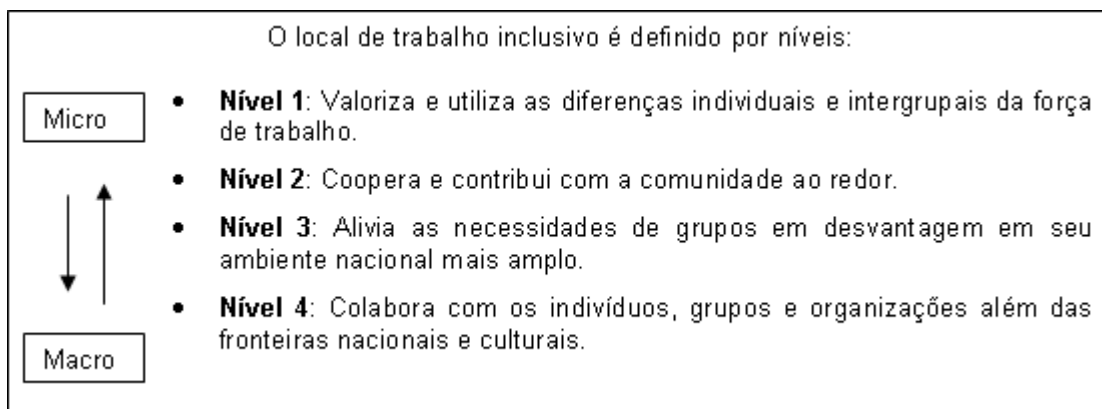 O local de trabalho inclusivo é definido por níveis:
Micro
• Nível 1: Valoriza e utiliza as diferenças individuais e intergrupais da força
de trabalho.
• Nível 2: Coopera e contribui com a comunidade ao redor.
• Nível 3: Alivia as necessidades de grupos em desvantagem em seu
ambiente nacional mais amplo.
• Nível 4: Colabora com os indivíduos, grupos e organizações além das
fronteiras nacionais e culturais.
Macro